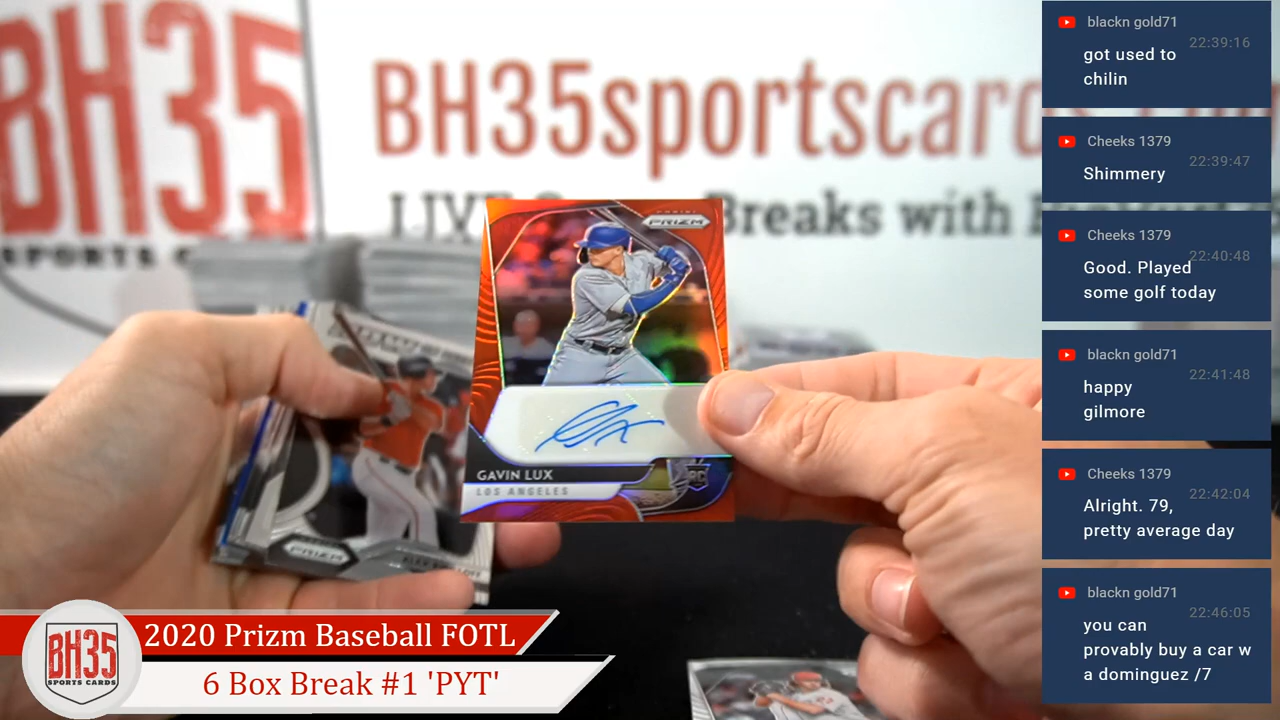 BH35
SPORTS C
BH35sportscard
LIV
Breaks with
PANINI
PRIZM
GAVIN LUX
LOS ANGELES
RC
PRIZM
2020 Prizm Baseball FOTL
6 Box Break #1 'PYT'
BH35
SPORTS CARDS
blackn gold71
22:39:16
got used to
chilin
Cheeks 1379
22:39:47
Shimmery
Cheeks 1379
22:40:48
Good. Played
some golf today
blackn gold71
22:41:48
happy
gilmore
Cheeks 1379
22:42:04
Alright. 79,
pretty average day
blackn gold71
22:46:05
you can
provably buy a car w
a dominguez /7